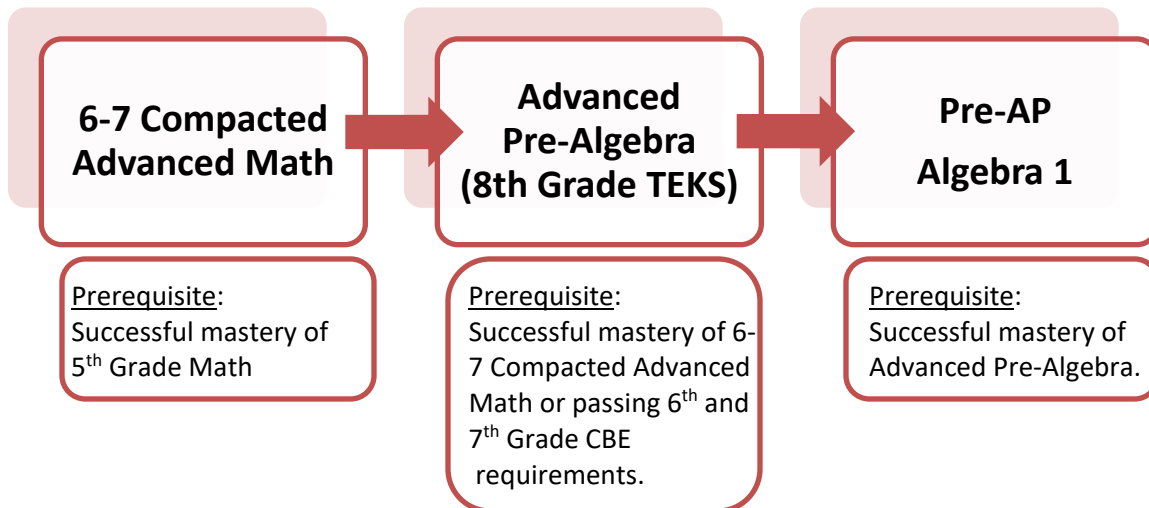 6-7 Compacted
Advanced Math
Advanced
Pre-Algebra
(8th Grade TEKS)
Pre-AP
Algebra 1
Prerequisite:
Successful mastery of
5th Grade Math
Prerequisite:
Successful mastery of 6-
7 Compacted Advanced
Math or passing 6th and
7th Grade CBE
requirements.
Prerequisite:
Successful mastery of
Advanced Pre-Algebra.